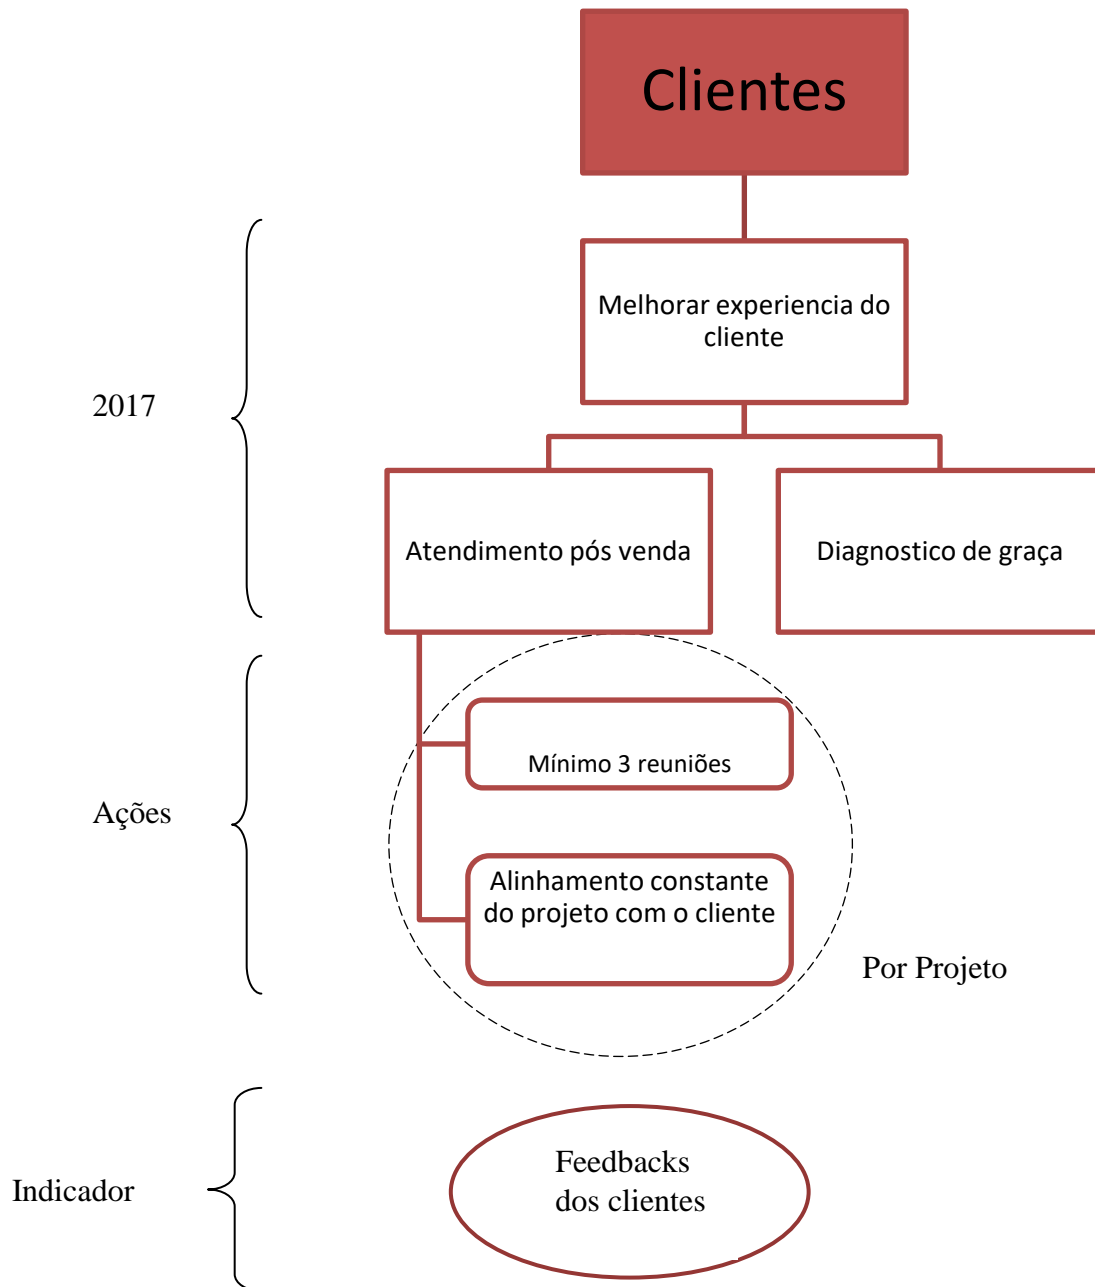 Clientes
Melhorar experiencia do
cliente
2017
Atendimento pós venda
Diagnostico de graça
Mínimo 3 reuniões
Ações
Alinhamento constante
do projeto com o cliente
Por Projeto
Feedbacks
dos clientes
Indicador